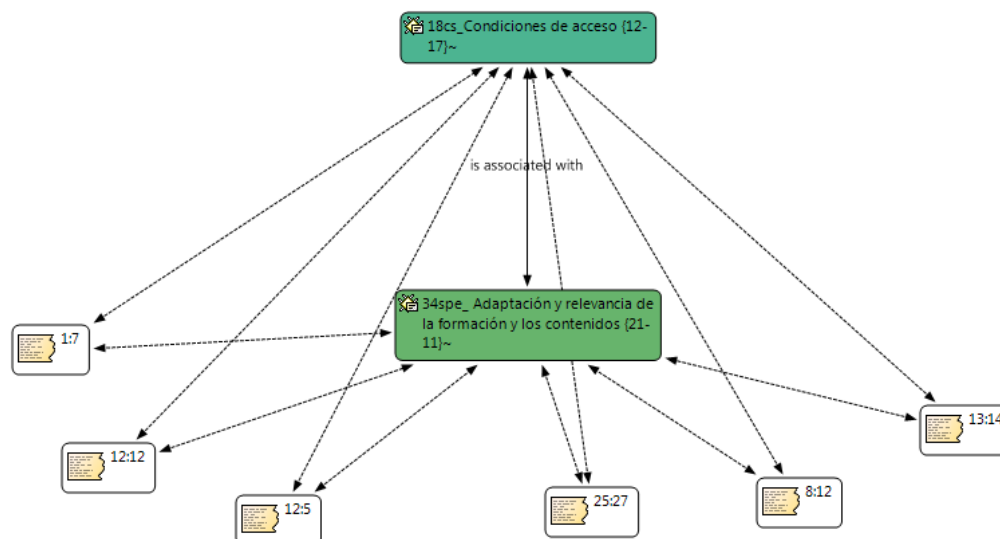 18cs_Condiciones de acceso {12-
17}~
is associated with
34spe_ Adaptación y relevancia de
la formación y los contenidos {21-
11}~
1:7
13:14
12:12
8:12
25:27
12:5